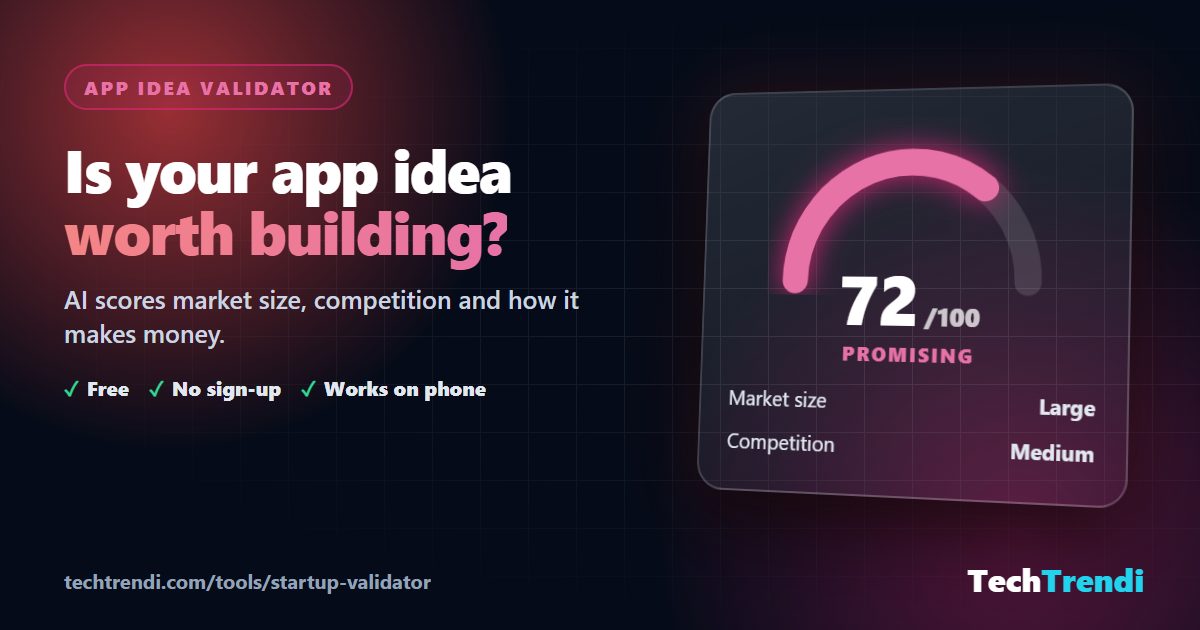 APP IDEA VALIDATOR
Is your app idea
worth building?
AI scores market size, competition and how it
makes money.
✓ Free ✓ No sign-up ✓ Works on phone
72 /100
PROMISING
Market size Large
Competition Medium
techtrendi.com/tools/startup-validator
TechTrendi